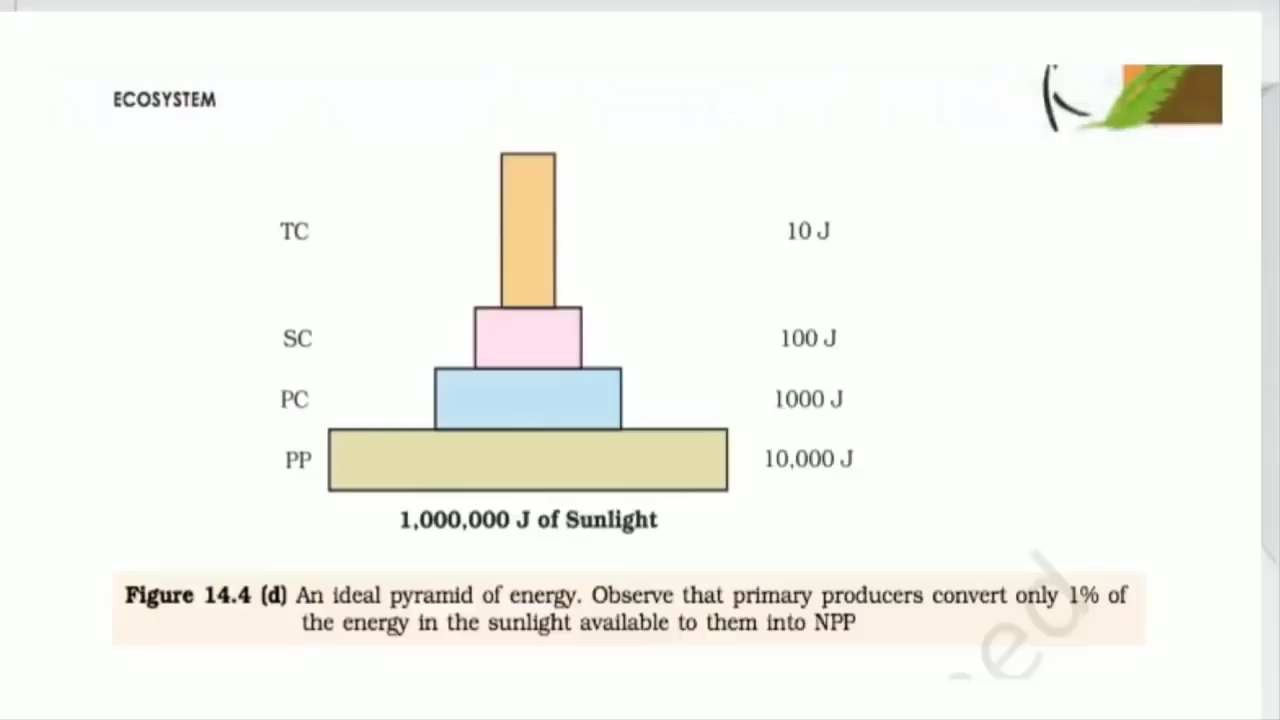 ECOSYSTEM
TC 10 J
SC 100 J
PC 1000 J
PP 10,000 J
1,000,000 J of Sunlight
Figure 14.4 (d) An ideal pyramid of energy. Observe that primary producers convert only 1% of
the energy in the sunlight available to them into NPP